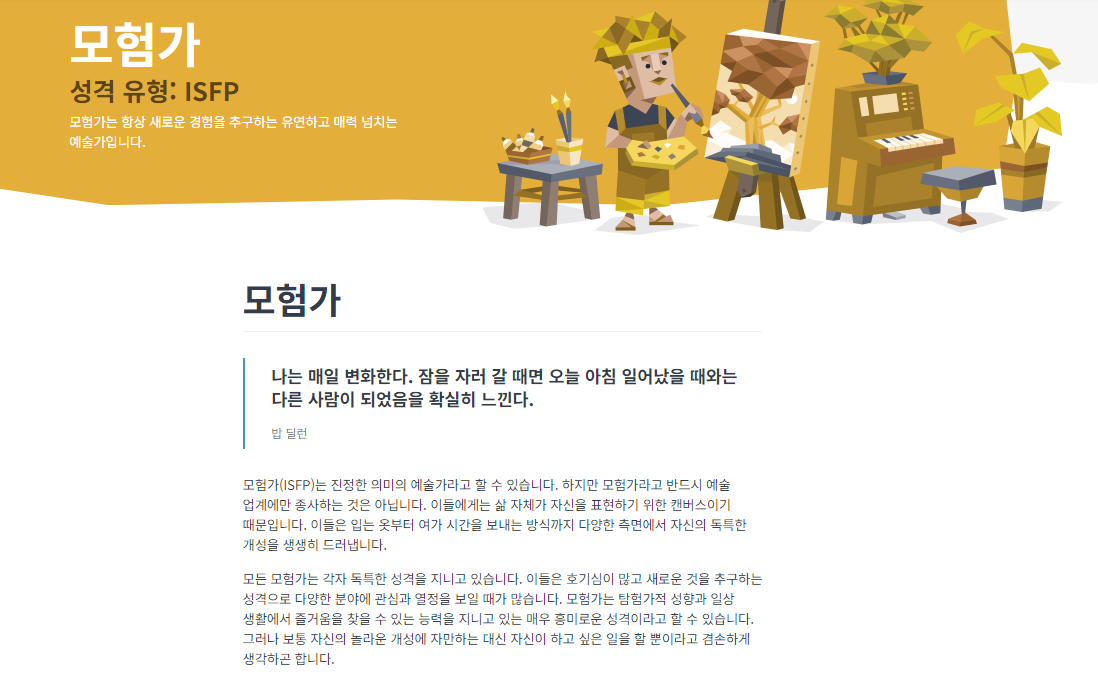 모험가
성격 유형: ISFP
모험가는 항상 새로운 경험을 추구하는 유연하고 매력 넘치는
예술가입니다.
모험가
나는 매일 변화한다. 잠을 자러 갈 때면 오늘 아침 일어났을 때와는
다른 사람이 되었음을 확실히 느낀다.
밥 딜런
모험가(ISFP)는 진정한 의미의 예술가라고 할 수 있습니다. 하지만 모험가라고 반드시 예술
업계에만 종사하는 것은 아닙니다. 이들에게는 삶 자체가 자신을 표현하기 위한 캔버스이기
때문입니다. 이들은 입는 옷부터 여가 시간을 보내는 방식까지 다양한 측면에서 자신의 독특한
개성을 생생히 드러냅니다.
모든 모험가는 각자 독특한 성격을 지니고 있습니다. 이들은 호기심이 많고 새로운 것을 추구하는
성격으로 다양한 분야에 관심과 열정을 보일 때가 많습니다. 모험가는 탐험가적 성향과 일상
생활에서 즐거움을 찾을 수 있는 능력을 지니고 있는 매우 흥미로운 성격이라고 할 수 있습니다.
그러나 보통 자신의 놀라운 개성에 자만하는 대신 자신이 하고 싶은 일을 할 뿐이라고 겸손하게
생각하곤 합니다.